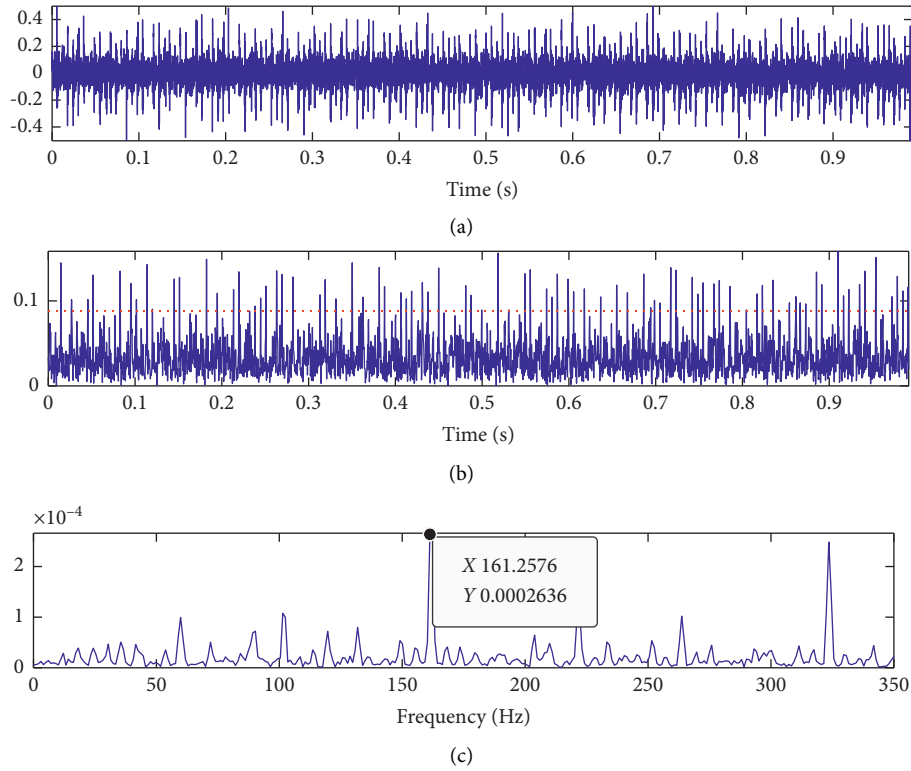 0.4
0.2
0
-0.2
-0.4
0 0.1 0.2 0.3 0.4 0.5 0.6 0.7 0.8 0.9
Time (s)
(a)
0.1
0
0 0.1 0.2 0.3 0.4 0.5 0.6 0.7 0.8 0.9
Time (s)
(b)
×10⁻⁴
2
1
0
X 161.2576
Y 0.0002636
0 50 100 150 200 250 300 350
Frequency (Hz)
(c)